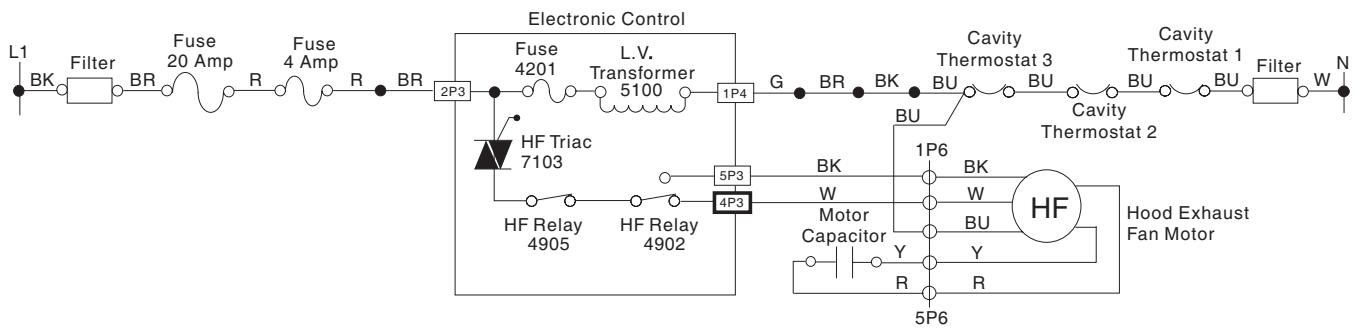 Electronic Control
L1
BK
Filter
BR
Fuse
20 Amp
R
Fuse
4 Amp
R
BR
2P3
Fuse
4201
L.V.
Transformer
5100
1P4
G
BR
BK
BU
Cavity
Thermostat 3
BU
Cavity
Thermostat 2
BU
Cavity
Thermostat 1
BU
Filter
W
N
BU
HF Triac
7103
HF Relay
4905
HF Relay
4902
5P3
4P3
BK
W
1P6
BK
W
BU
Y
R
HF
Hood Exhaust
Fan Motor
Motor
Capacitor
Y
R
5P6